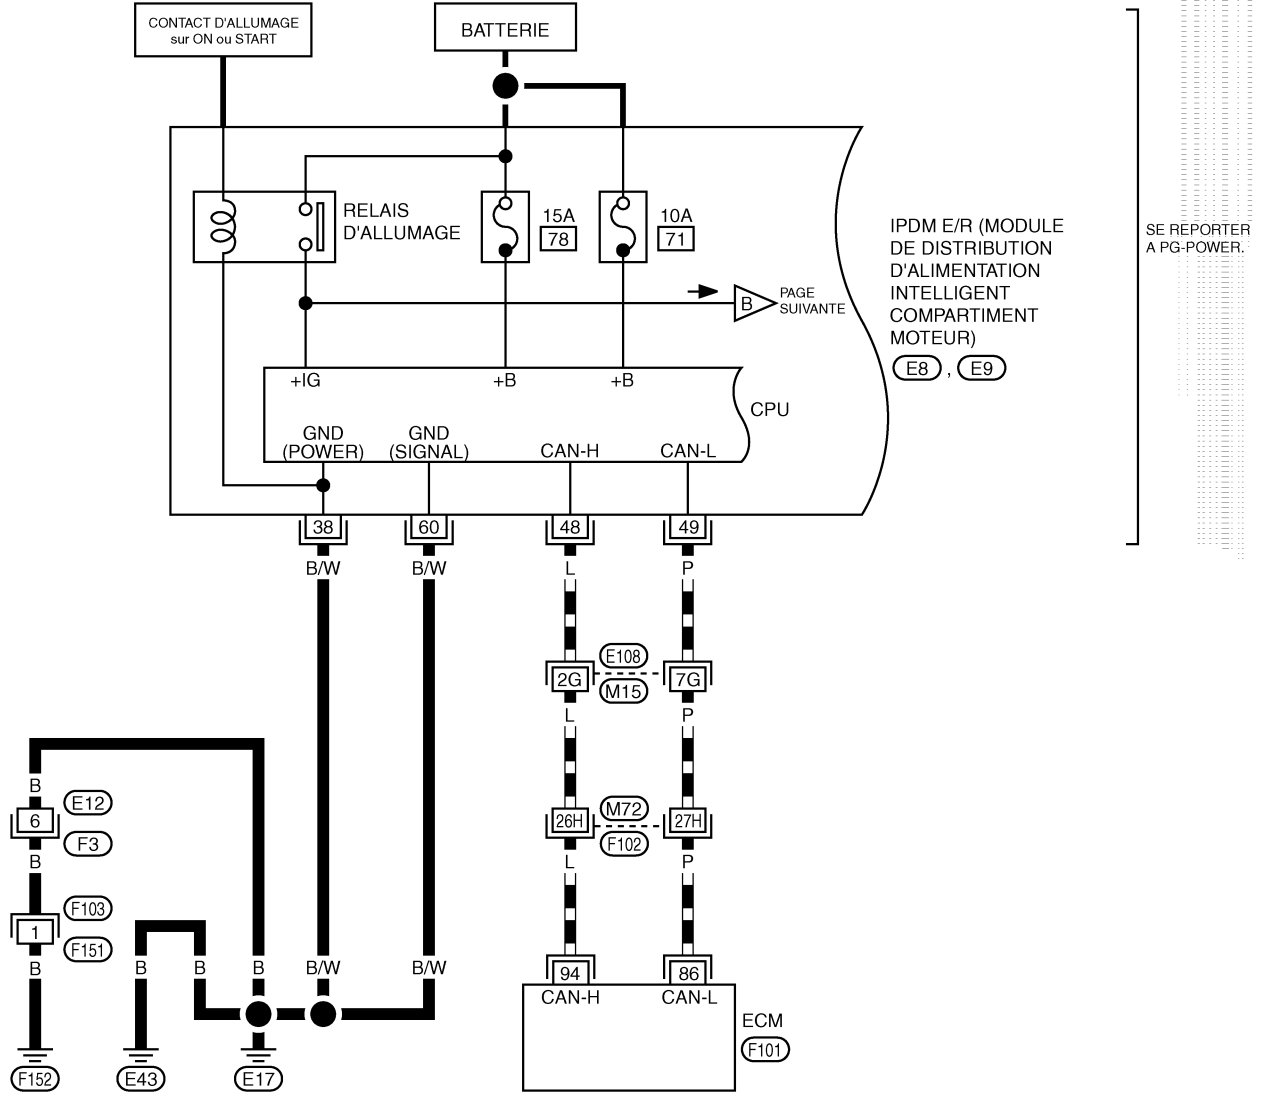 CONTACT D'ALLUMAGE
sur ON ou START
BATTERIE
RELAIS
D'ALLUMAGE
15A
78
10A
71
B
PAGE
SUIVANTE
IPDM E/R (MODULE
DE DISTRIBUTION
D'ALIMENTATION
INTELLIGENT
COMPARTIMENT
MOTEUR)
E8 , E9
SE REPORTER
A PG-POWER.
+IG
+B
+B
CPU
GND
(POWER)
GND
(SIGNAL)
CAN-H
CAN-L
38
60
48
49
B/W
B/W
L
P
2G
E108
M15
7G
L
P
26H
M72
F102
27H
L
P
B
6
E12
F3
B
1
F103
F151
B
B
B
B
B/W
B/W
94
86
CAN-H
CAN-L
ECM
F101
F152
E43
E17